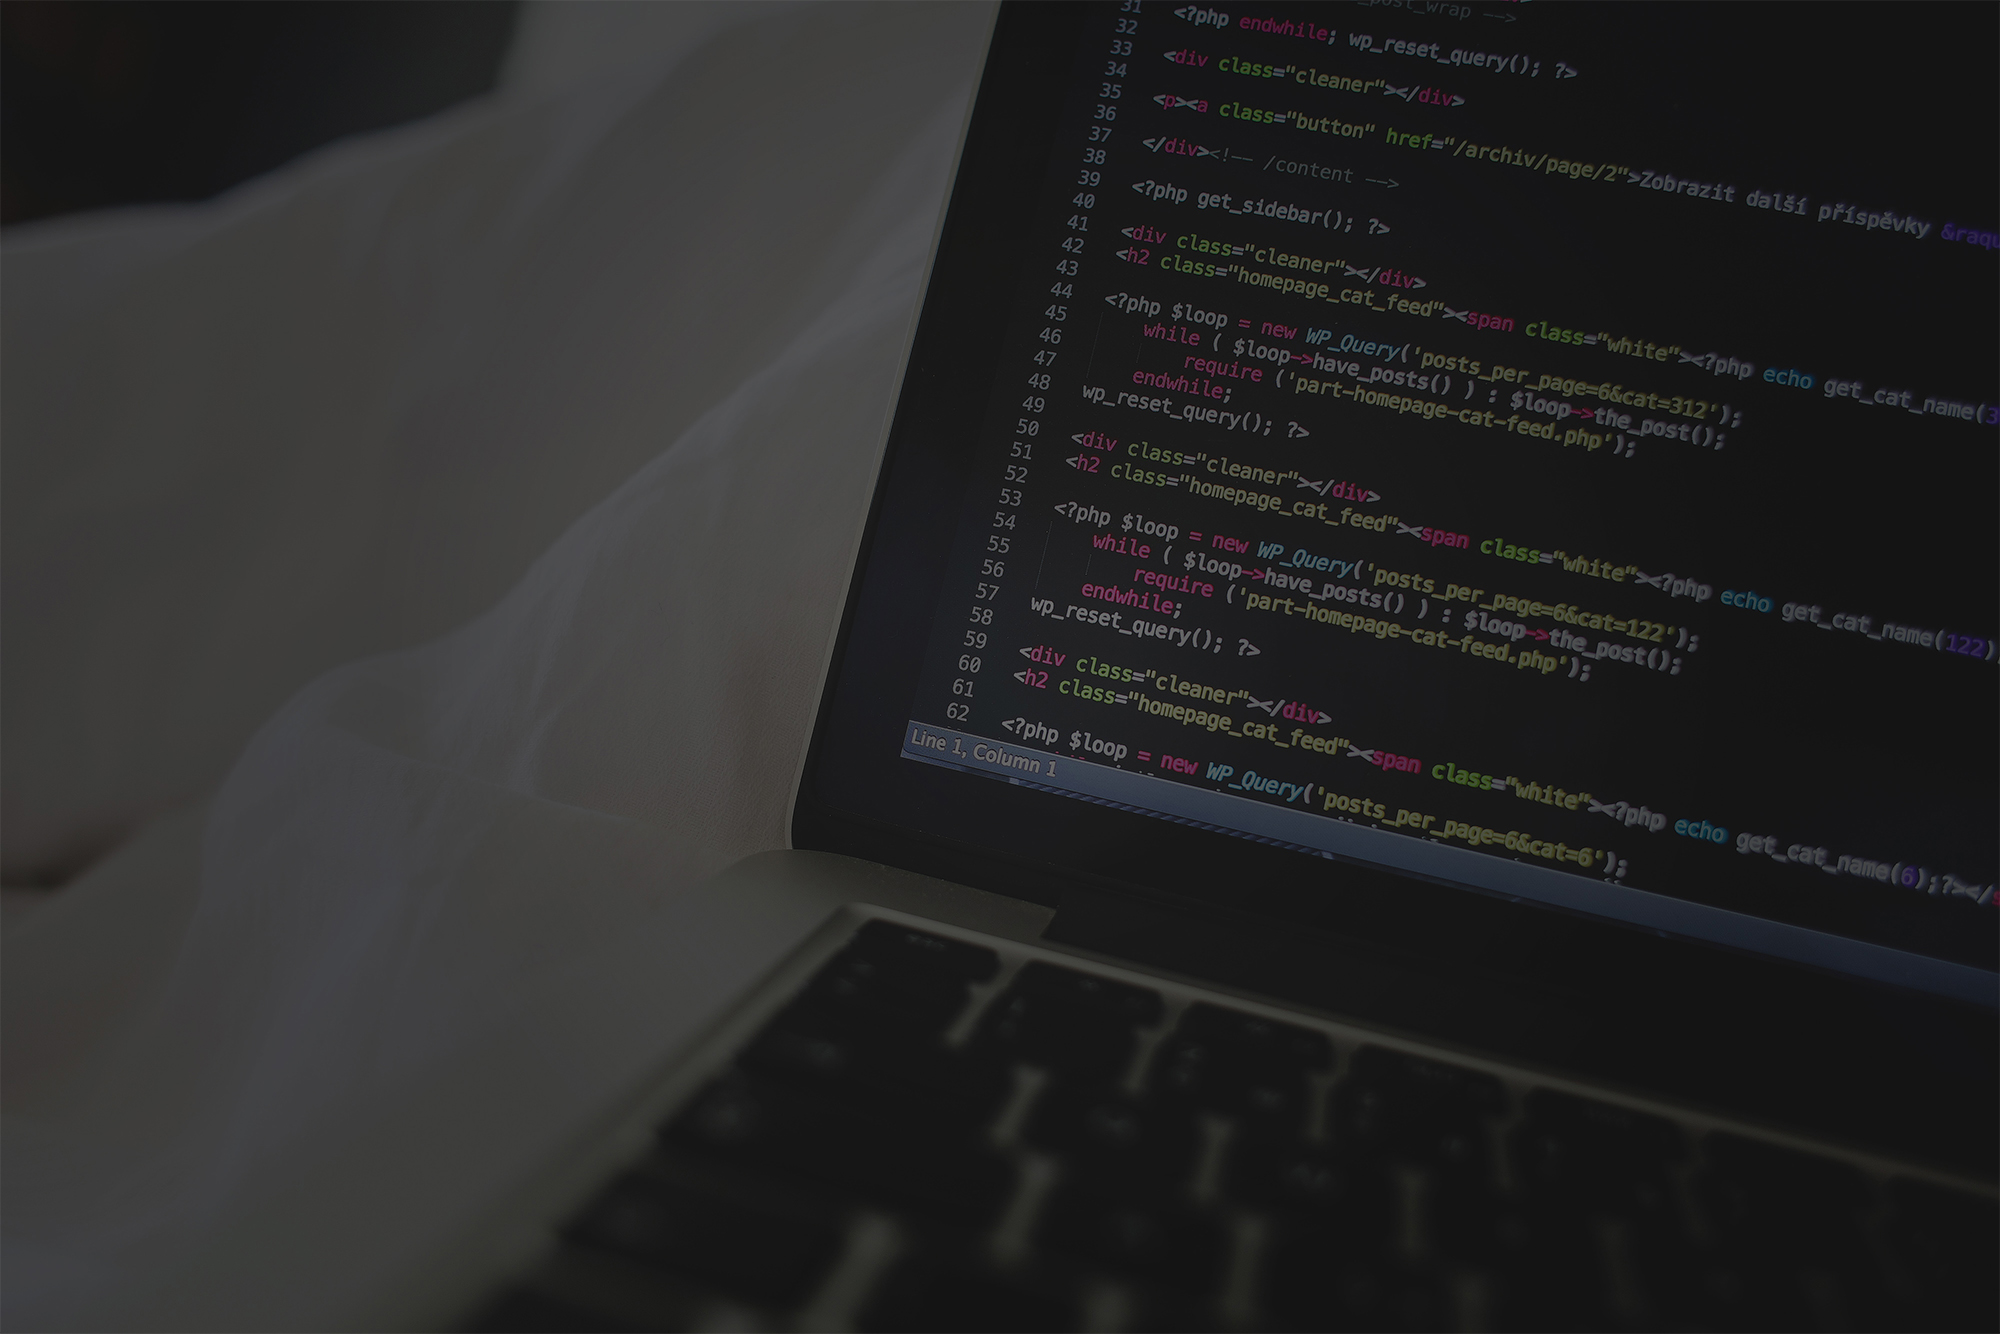 31 _post_wrap -->
32 <?php endwhile; wp_reset_query(); ?>
33
34 <div class="cleaner"></div>
35
36 <p><a class="button" href="/archiv/page/2">Zobrazit další příspěvky &raqu
37
38 </div><!-- /content -->
39
40 <?php get_sidebar(); ?>
41
42 <div class="cleaner"></div>
43 <h2 class="homepage_cat_feed"><span class="white"><?php echo get_cat_name(3
44
45 <?php $loop = new WP_Query('posts_per_page=6&cat=312');
46 while ( $loop->have_posts() ) : $loop->the_post();
47 require ('part-homepage-cat-feed.php');
48 endwhile;
49 wp_reset_query(); ?>
50
51 <div class="cleaner"></div>
52 <h2 class="homepage_cat_feed"><span class="white"><?php echo get_cat_name(122);
53
54 <?php $loop = new WP_Query('posts_per_page=6&cat=122');
55 while ( $loop->have_posts() ) : $loop->the_post();
56 require ('part-homepage-cat-feed.php');
57 endwhile;
58 wp_reset_query(); ?>
59
60 <div class="cleaner"></div>
61 <h2 class="homepage_cat_feed"><span class="white"><?php echo get_cat_name(6);?></s
62
<?php $loop = new WP_Query('posts_per_page=6&cat=6');
Line 1, Column 1